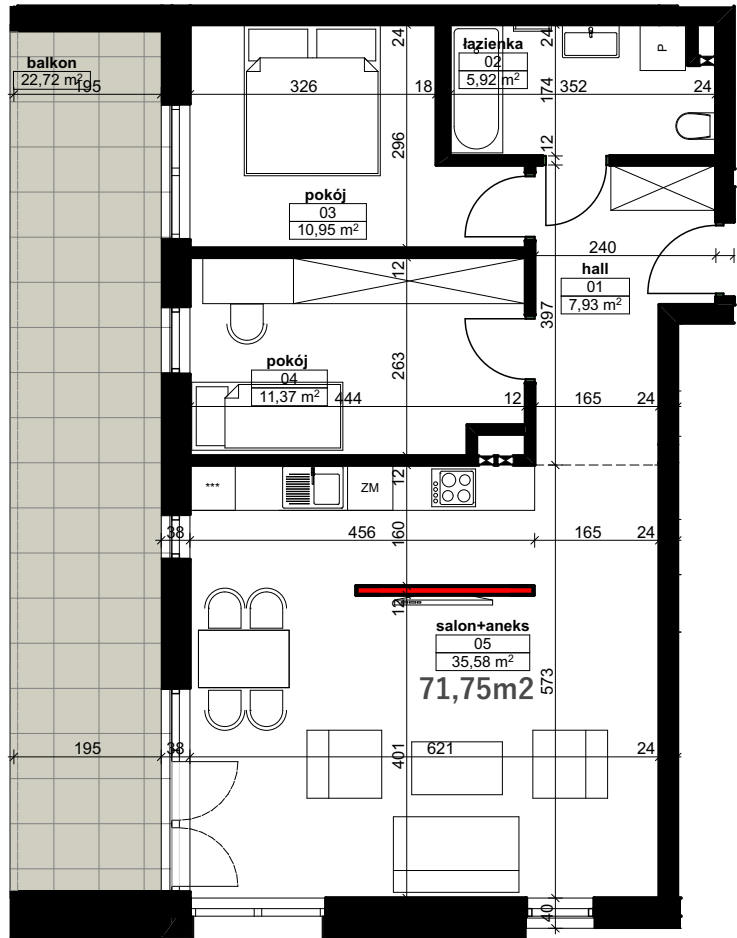 balkon
22,72 m²
195
326
18
24
296
łazienka
02
5,92 m²
24
174
352
24
12
P
pokój
03
10,95 m²
240
hall
01
7,93 m²
397
12
263
pokój
04
11,37 m²
444
12
165
24
***
ZM
12
38
456
160
165
24
12
salon+aneks
05
35,58 m²
71,75m2
573
195
38
401
621
24
40